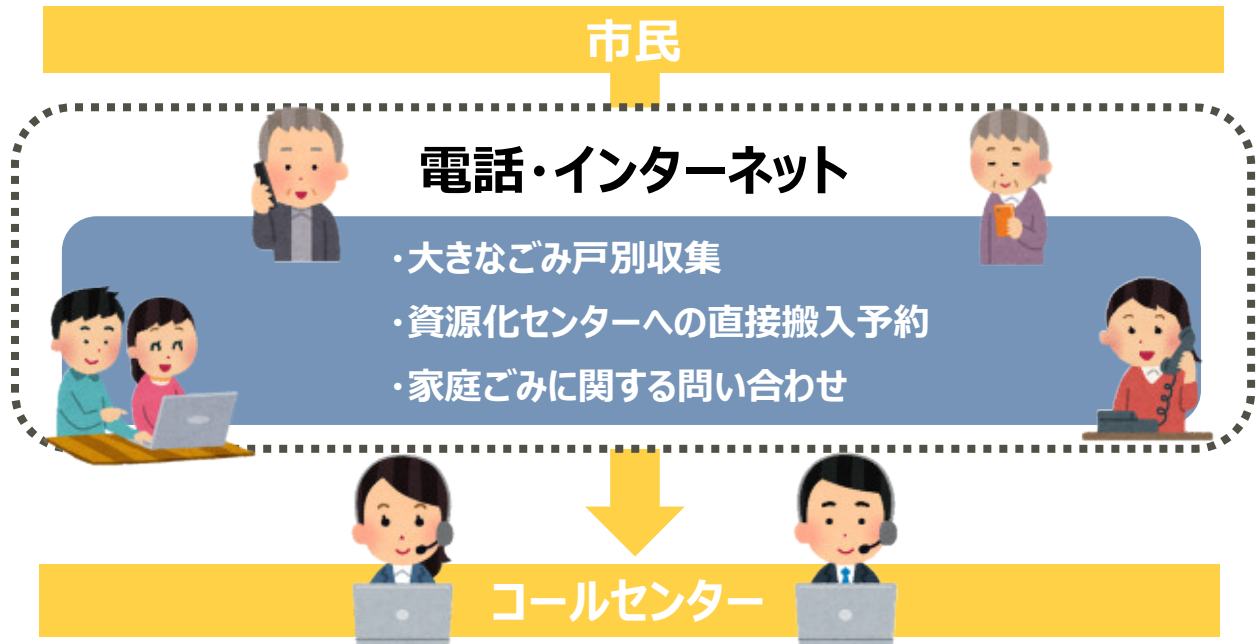 市民
電話・インターネット
・大きなごみ戸別収集
・資源化センターへの直接搬入予約
・家庭ごみに関する問い合わせ
コールセンター